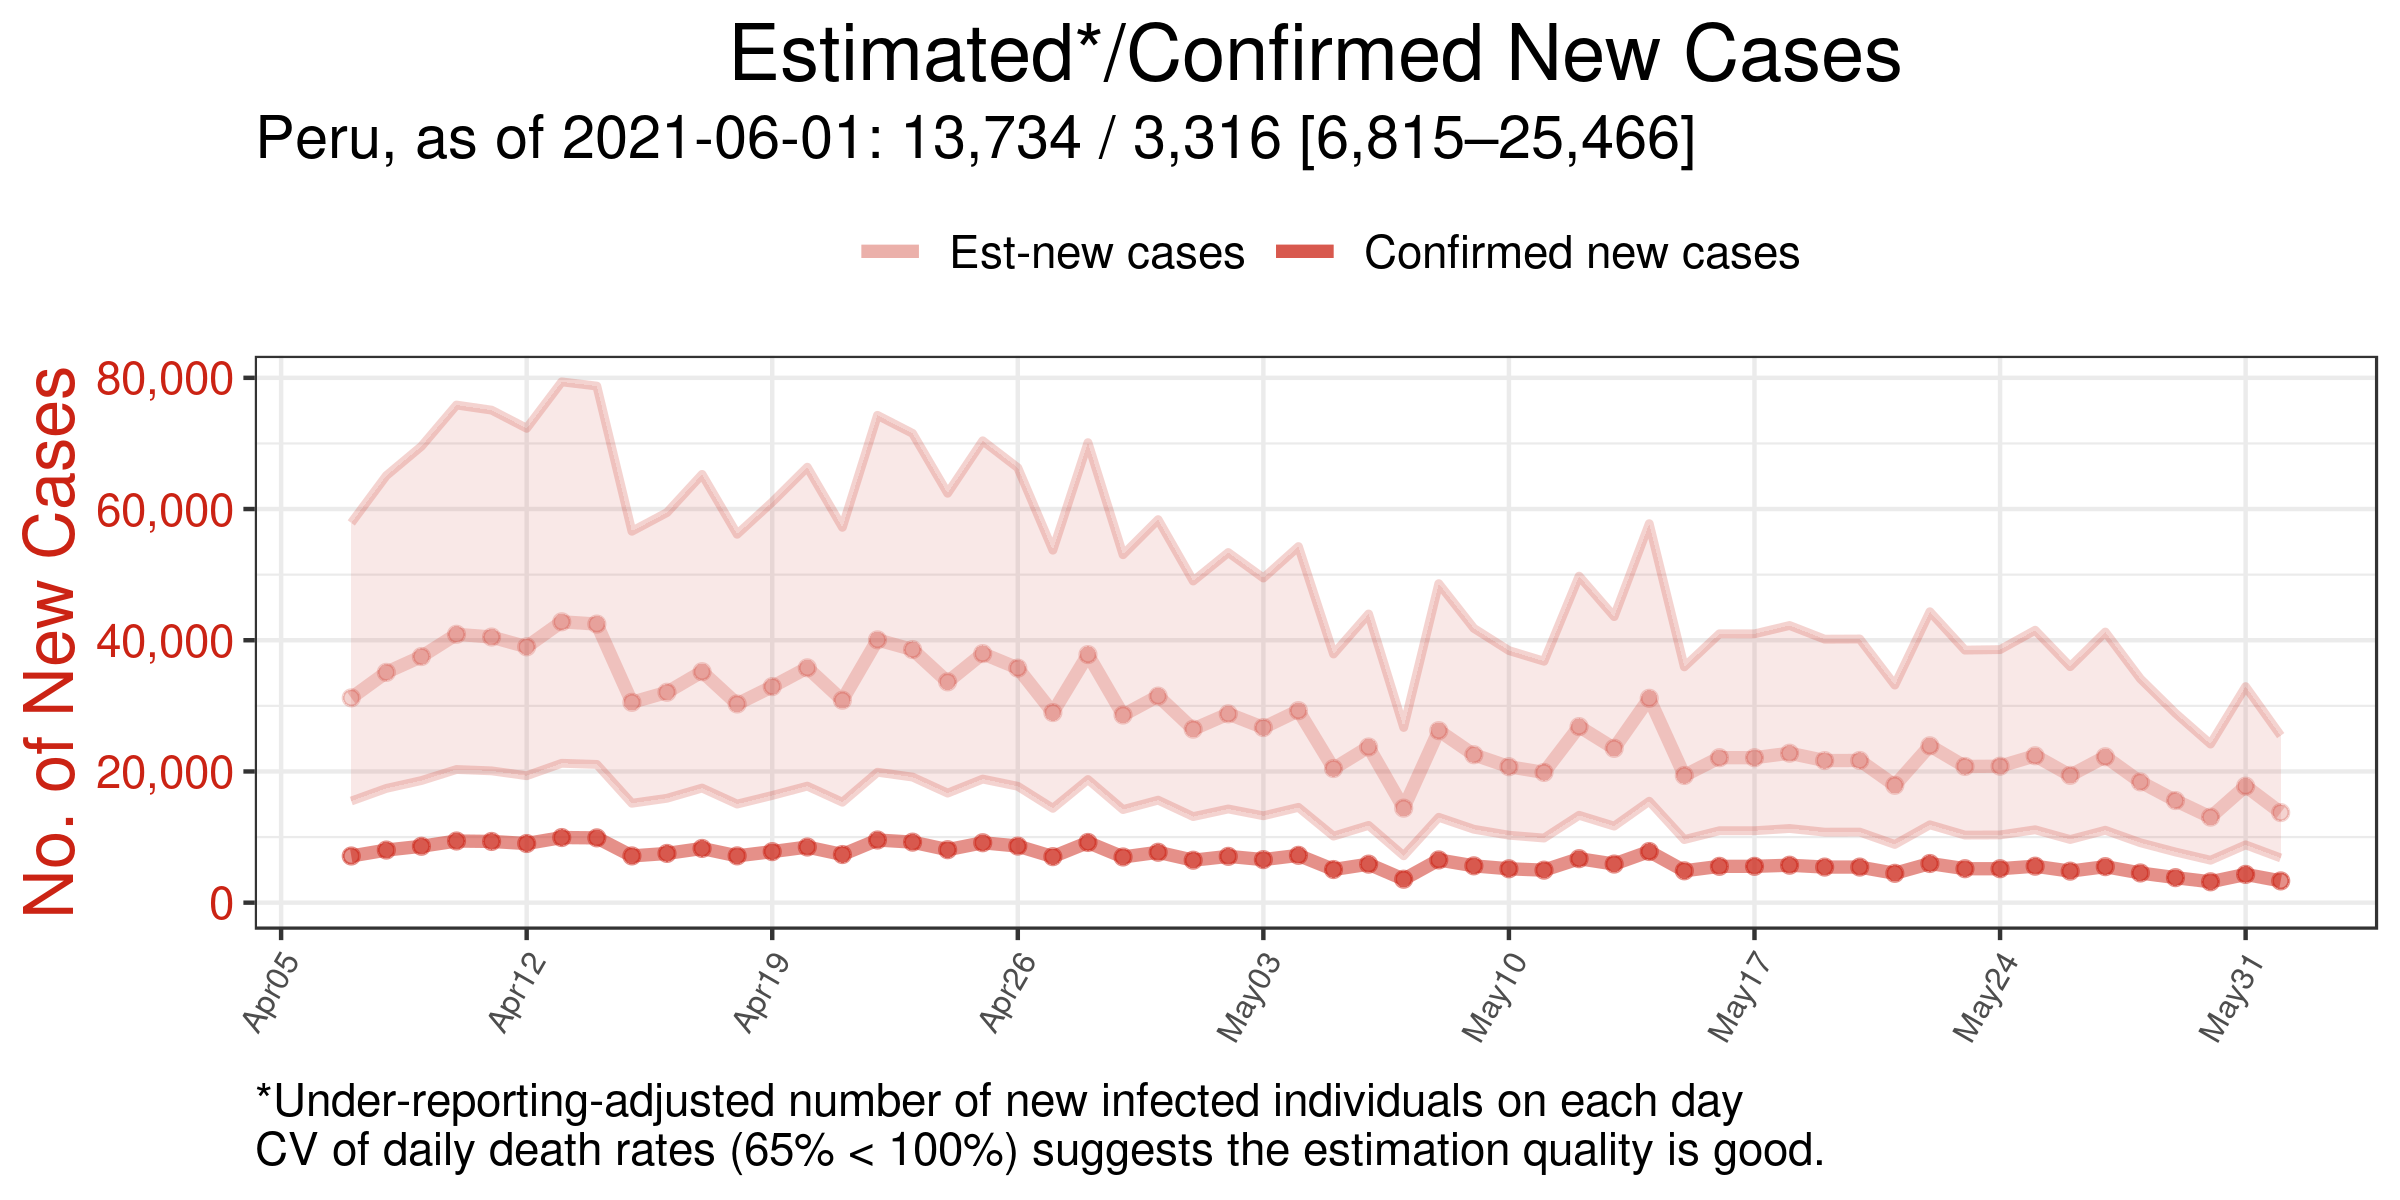 Estimated*/Confirmed New Cases
Peru, as of 2021-06-01: 13,734 / 3,316 [6,815–25,466]
Est-new cases
Confirmed new cases
No. of New Cases
80,000
60,000
40,000
20,000
0
Apr05
Apr12
Apr19
Apr26
May03
May10
May17
May24
May31
*Under-reporting-adjusted number of new infected individuals on each day
CV of daily death rates (65% < 100%) suggests the estimation quality is good.